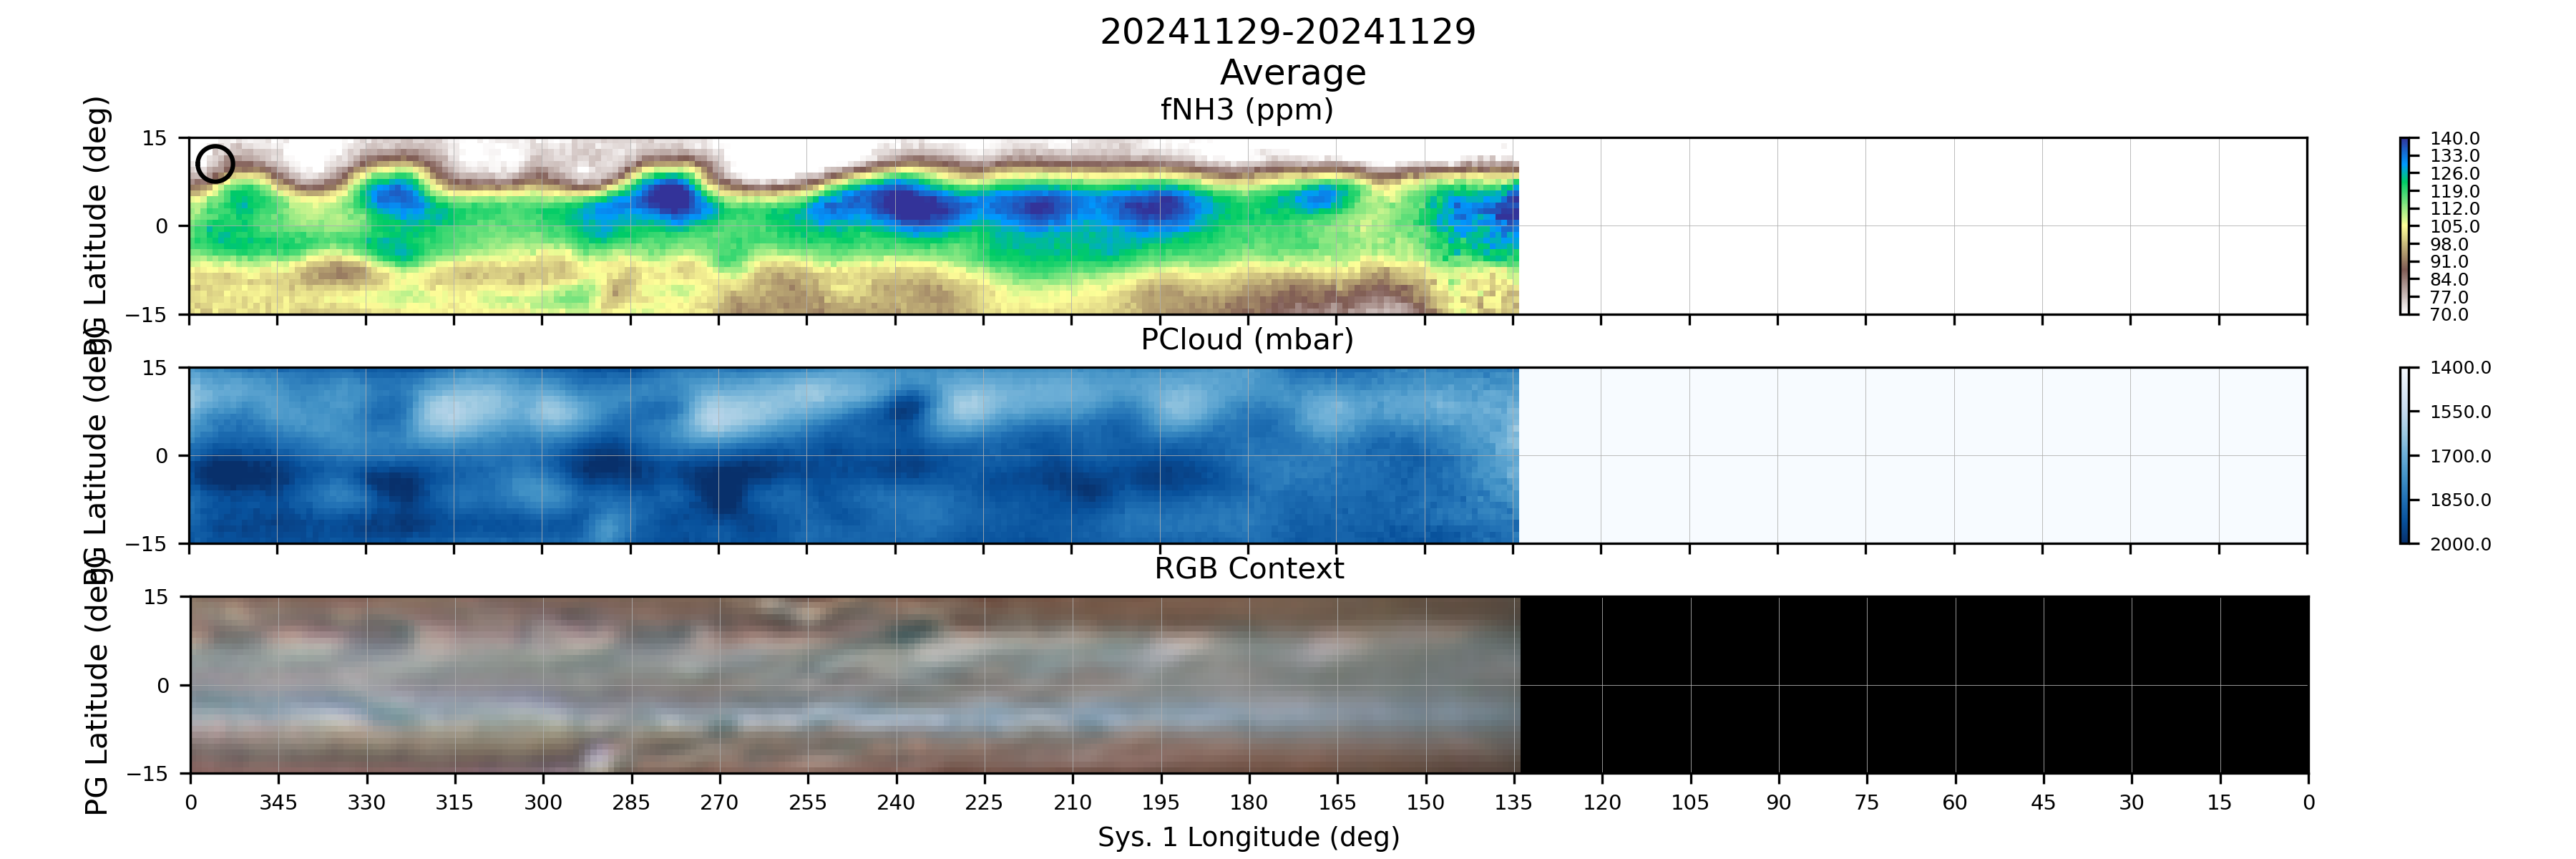 20241129-20241129
Average
fNH3 (ppm)
PG Latitude (deg)
15
0
−15
140.0
133.0
126.0
119.0
112.0
105.0
98.0
91.0
84.0
77.0
70.0
PCloud (mbar)
PG Latitude (deg)
15
0
−15
1400.0
1550.0
1700.0
1850.0
2000.0
RGB Context
PG Latitude (deg)
15
0
−15
0 345 330 315 300 285 270 255 240 225 210 195 180 165 150 135 120 105 90 75 60 45 30 15 0
Sys. 1 Longitude (deg)